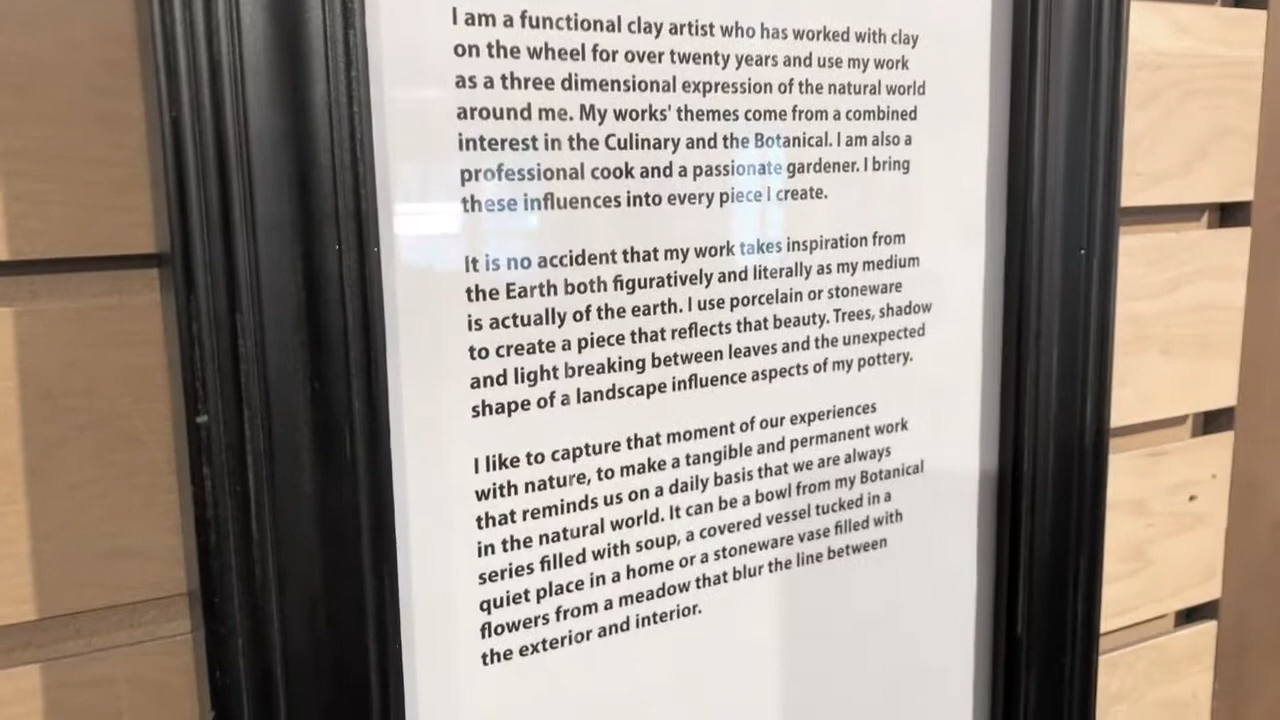 I am a functional clay artist who has worked with clay
on the wheel for over twenty years and use my work
as a three dimensional expression of the natural world
around me. My works' themes come from a combined
interest in the Culinary and the Botanical. I am also a
professional cook and a passionate gardener. I bring
these influences into every piece I create.
It is no accident that my work takes inspiration from
the Earth both figuratively and literally as my medium
is actually of the earth. I use porcelain or stoneware
to create a piece that reflects that beauty. Trees, shadow
and light breaking between leaves and the unexpected
shape of a landscape influence aspects of my pottery.
I like to capture that moment of our experiences
with nature, to make a tangible and permanent work
that reminds us on a daily basis that we are always
in the natural world. It can be a bowl from my Botanical
series filled with soup, a covered vessel tucked in a
quiet place in a home or a stoneware vase filled with
flowers from a meadow that blur the line between
the exterior and interior.